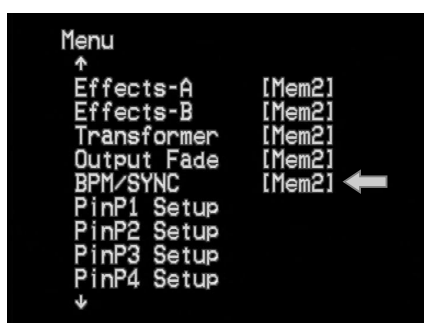 Menu
↑
Effects-A [Mem2]
Effects-B [Mem2]
Transformer [Mem2]
Output Fade [Mem2]
BPM/SYNC [Mem2]
PinP1 Setup
PinP2 Setup
PinP3 Setup
PinP4 Setup
↓